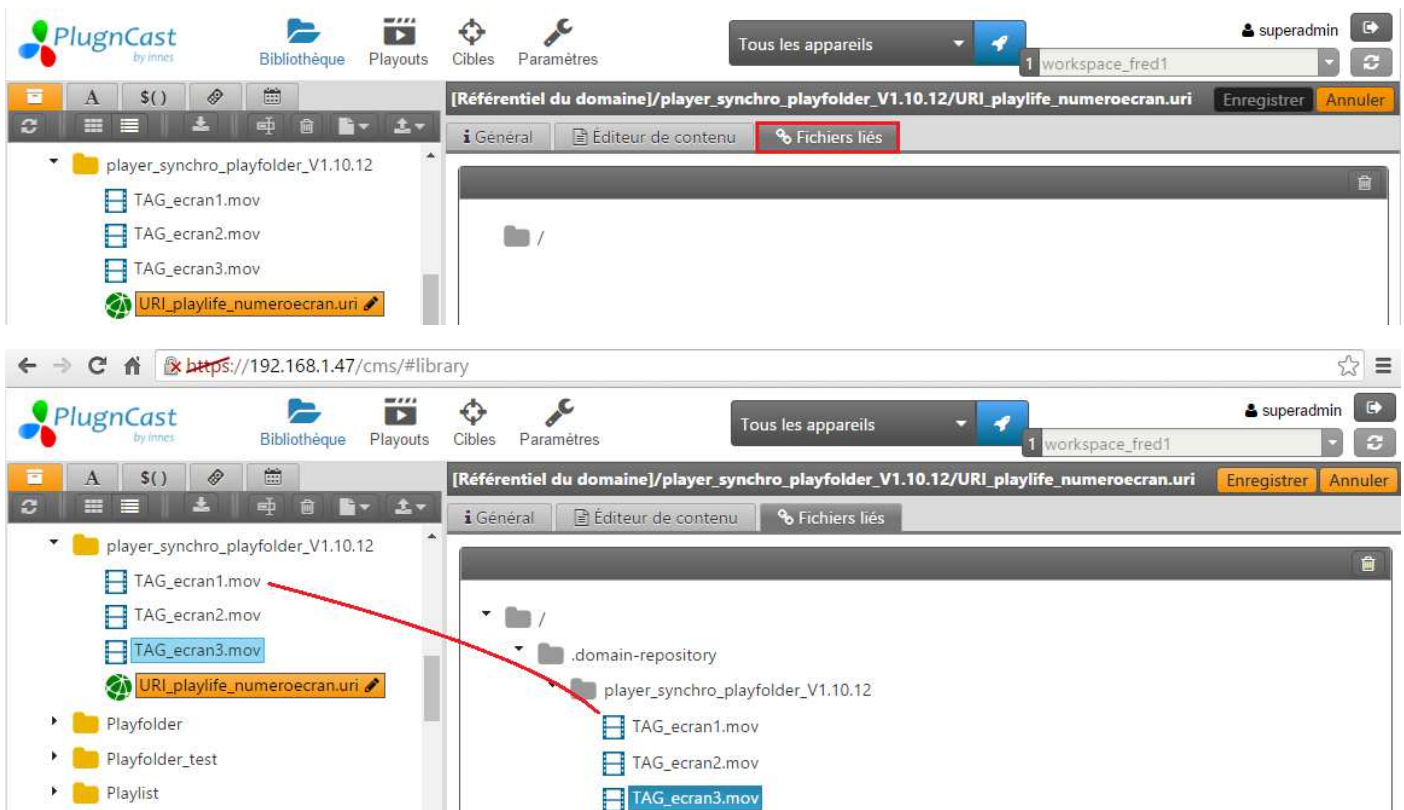 PlugnCast
by innes
Bibliothèque Playouts Cibles Paramètres
Tous les appareils
superadmin
1 workspace_fred1
A $()
[Référentiel du domaine]/player_synchro_playfolder_V1.10.12/URI_playlife_numeroecran.uri Enregistrer Annuler
i Général Éditeur de contenu Fichiers liés
player_synchro_playfolder_V1.10.12
TAG_ecran1.mov
TAG_ecran2.mov
TAG_ecran3.mov
URI_playlife_numeroecran.uri
/
https://192.168.1.47/cms/#library
PlugnCast
by innes
Bibliothèque Playouts Cibles Paramètres
Tous les appareils
superadmin
1 workspace_fred1
A $()
[Référentiel du domaine]/player_synchro_playfolder_V1.10.12/URI_playlife_numeroecran.uri Enregistrer Annuler
i Général Éditeur de contenu Fichiers liés
player_synchro_playfolder_V1.10.12
TAG_ecran1.mov
TAG_ecran2.mov
TAG_ecran3.mov
URI_playlife_numeroecran.uri
Playfolder
Playfolder_test
Playlist
/
.domain-repository
player_synchro_playfolder_V1.10.12
TAG_ecran1.mov
TAG_ecran2.mov
TAG_ecran3.mov